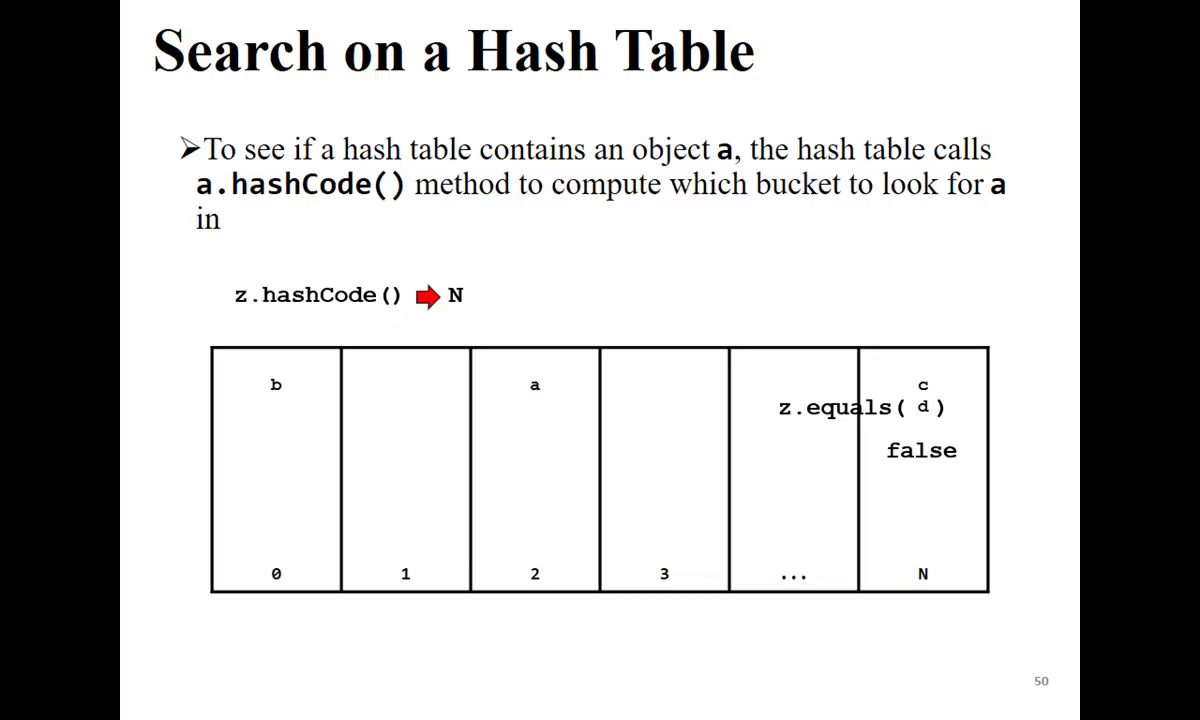 Search on a Hash Table
➢To see if a hash table contains an object a, the hash table calls
a.hashCode() method to compute which bucket to look for a
in
z.hashCode() N
b a c
z.equals( d )
false
0 1 2 3 ... N
50